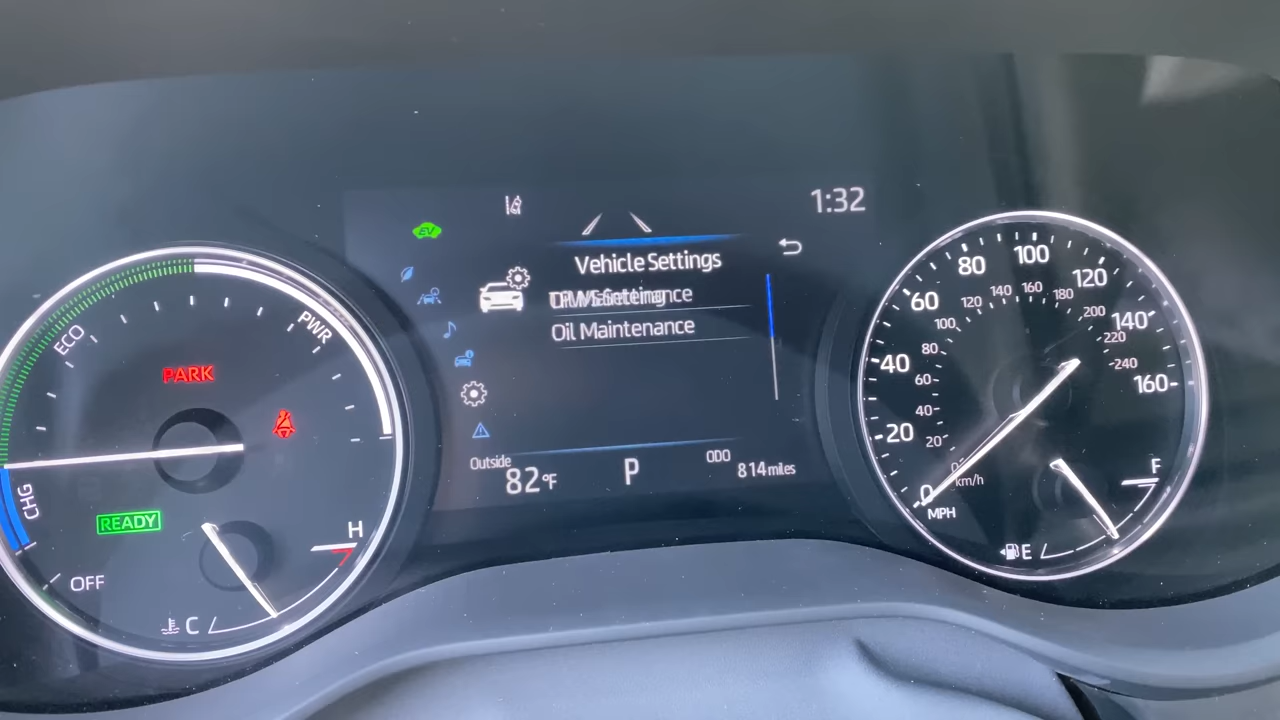 1:32
EV
Vehicle Settings
Oil Maintenance
Outside
82°F
P
ODO
814 miles
ECO
PWR
PARK
CHG
READY
OFF
H
C
0
20
40
60
80
100
120
140
160
0
20
40
60
80
100
120
140
160
180
200
220
240
km/h
MPH
F
E